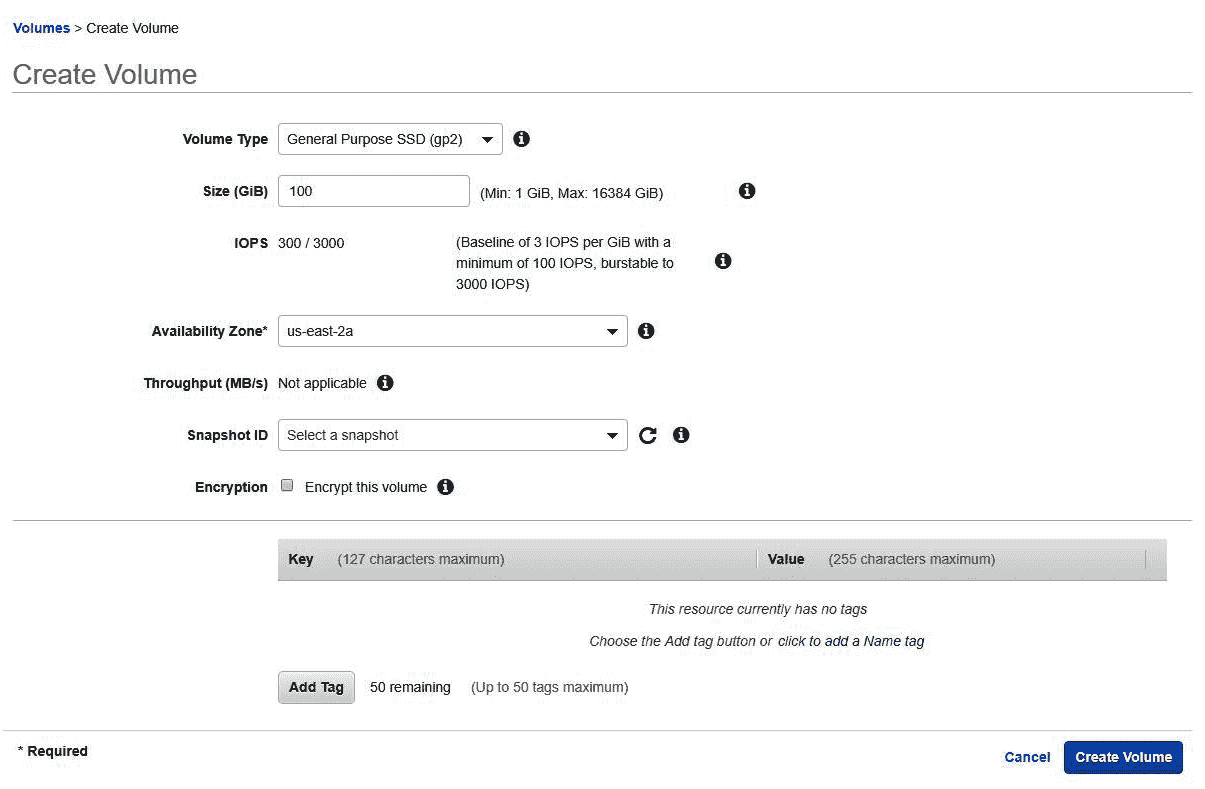 Volumes > Create Volume
Create Volume
Volume Type General Purpose SSD (gp2)
Size (GiB) 100 (Min: 1 GiB, Max: 16384 GiB)
IOPS 300 / 3000 (Baseline of 3 IOPS per GiB with a
minimum of 100 IOPS, burstable to
3000 IOPS)
Availability Zone* us-east-2a
Throughput (MB/s) Not applicable
Snapshot ID Select a snapshot
Encryption Encrypt this volume
Key (127 characters maximum) Value (255 characters maximum)
This resource currently has no tags
Choose the Add tag button or click to add a Name tag
Add Tag 50 remaining (Up to 50 tags maximum)
* Required
Cancel Create Volume